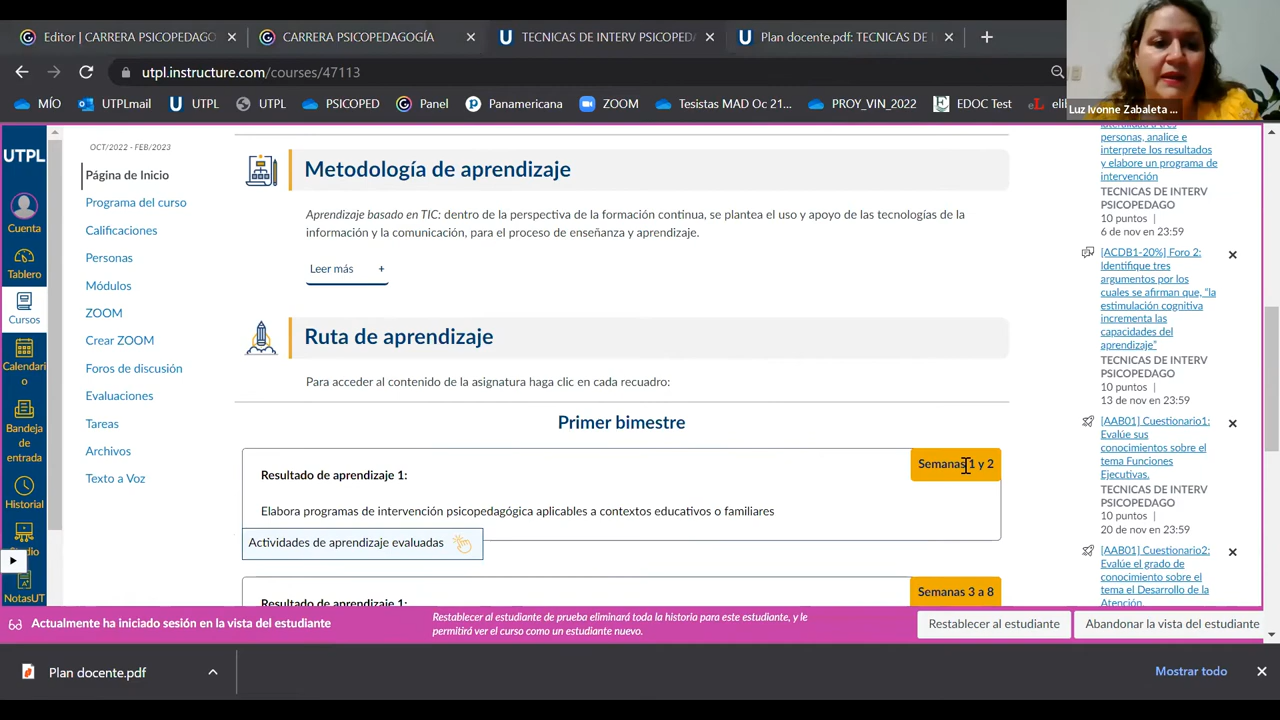 Editor | CARRERA PSICOPEDAGO
CARRERA PSICOPEDAGOGÍA
TECNICAS DE INTERV PSICOPED
Plan docente.pdf: TECNICAS DE
utpl.instructure.com/courses/47113
MÍO
UTPLmail
UTPL
UTPL
PSICOPED
Panel
Panamericana
ZOOM
Tesistas MAD Oc 21...
PROY_VIN_2022
EDOC Test
Luz Ivonne Zabaleta ...
UTPL
Cuenta
Tablero
Cursos
Calendari
o
Bandeja
de
entrada
Historial
NotasUT
OCT/2022 - FEB/2023
Página de Inicio
Programa del curso
Calificaciones
Personas
Módulos
ZOOM
Crear ZOOM
Foros de discusión
Evaluaciones
Tareas
Archivos
Texto a Voz
Metodología de aprendizaje
Aprendizaje basado en TIC: dentro de la perspectiva de la formación continua, se plantea el uso y apoyo de las tecnologías de la
información y la comunicación, para el proceso de enseñanza y aprendizaje.
Leer más +
Ruta de aprendizaje
Para acceder al contenido de la asignatura haga clic en cada recuadro:
Primer bimestre
Semanas 1 y 2
Resultado de aprendizaje 1:
Elabora programas de intervención psicopedagógica aplicables a contextos educativos o familiares
Actividades de aprendizaje evaluadas
Semanas 3 a 8
Resultado de aprendizaje 1:
lateralidad a tres
personas, analice e
interprete los resultados
y elabore un programa de
intervención
TECNICAS DE INTERV
PSICOPEDAGO
10 puntos |
6 de nov en 23:59
[ACDB1-20%] Foro 2:
Identifique tres
argumentos por los
cuales se afirman que, "la
estimulación cognitiva
incrementa las
capacidades del
aprendizaje"
TECNICAS DE INTERV
PSICOPEDAGO
10 puntos |
13 de nov en 23:59
[AAB01] Cuestionario1:
Evalúe sus
conocimientos sobre el
tema Funciones
Ejecutivas.
TECNICAS DE INTERV
PSICOPEDAGO
10 puntos |
20 de nov en 23:59
[AAB01] Cuestionario2:
Evalúe el grado de
conocimiento sobre el
tema el Desarrollo de la
Atención.
Actualmente ha iniciado sesión en la vista del estudiante
Restablecer al estudiante de prueba eliminará toda la historia para este estudiante, y le
permitirá ver el curso como un estudiante nuevo.
Restablecer al estudiante
Abandonar la vista del estudiante
Plan docente.pdf
Mostrar todo